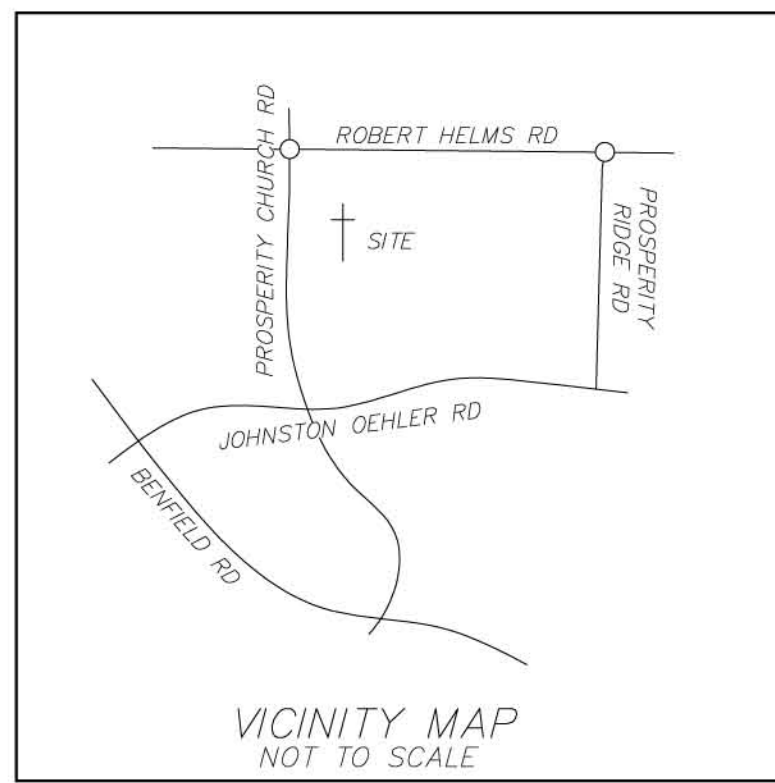 PROSPERITY CHURCH RD
ROBERT HELMS RD
PROSPERITY
RIDGE RD
SITE
JOHNSTON OEHLER RD
BENFIELD RD
VICINITY MAP
NOT TO SCALE